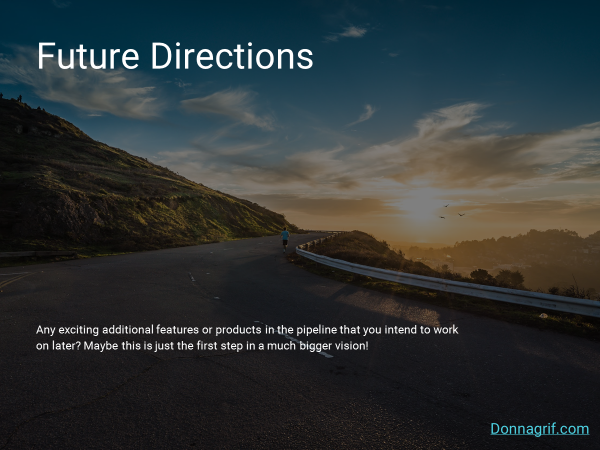 Future Directions
Any exciting additional features or products in the pipeline that you intend to work
on later? Maybe this is just the first step in a much bigger vision!
Donnagrif.com